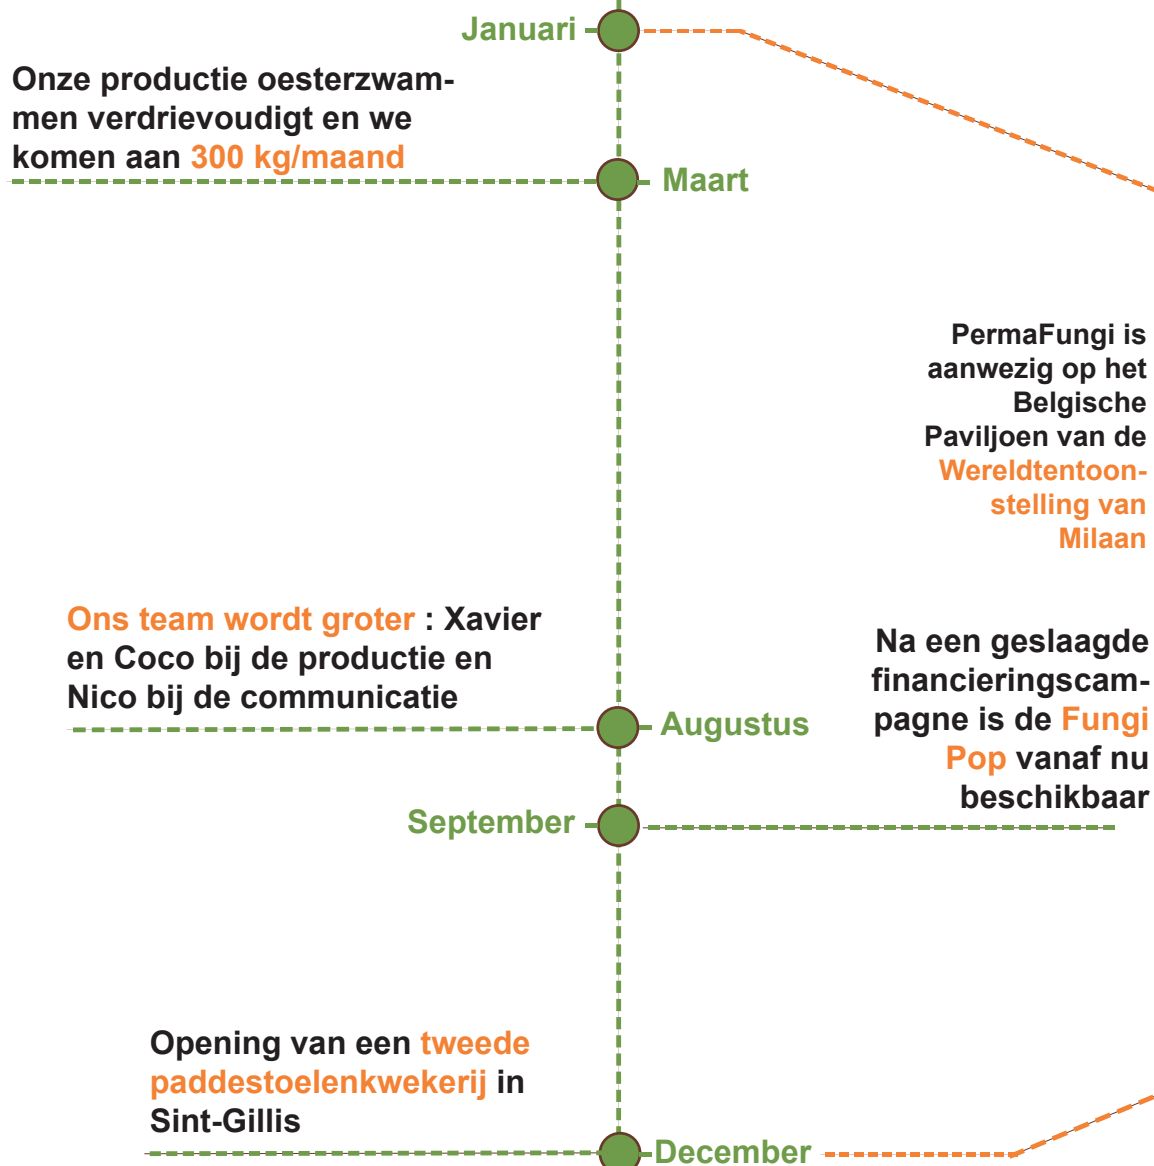 Januari
Onze productie oesterzwam-
men verdrievoudigt en we
komen aan 300 kg/maand
Maart
PermaFungi is
aanwezig op het
Belgische
Paviljoen van de
Wereldtentoon-
stelling van
Milaan
Ons team wordt groter : Xavier
en Coco bij de productie en
Nico bij de communicatie
Augustus
Na een geslaagde
financieringscam-
pagne is de Fungi
Pop vanaf nu
beschikbaar
September
Opening van een tweede
paddestoelenkwekerij in
Sint-Gillis
December